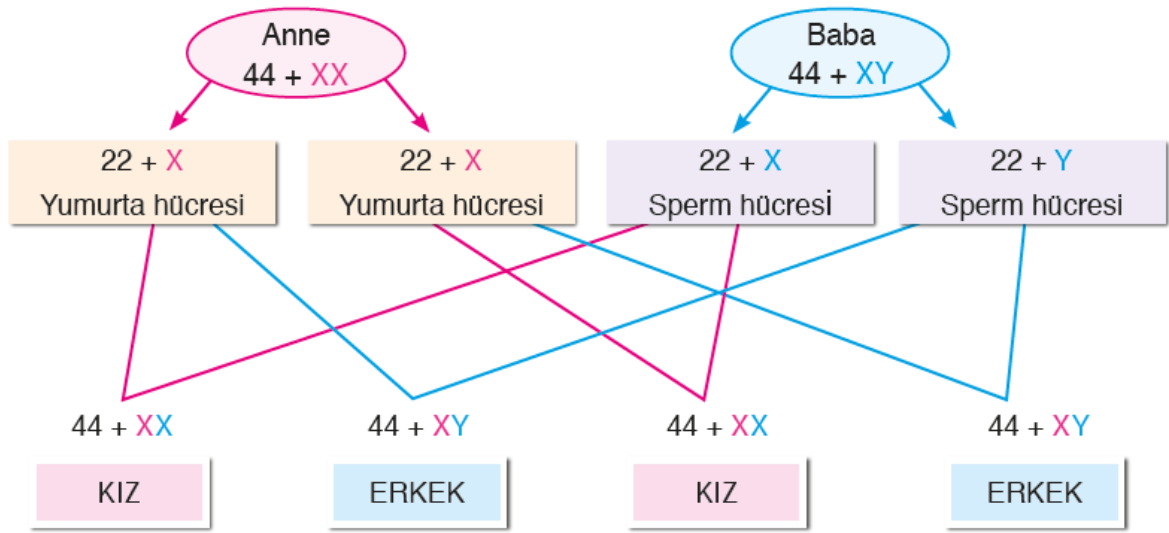 Anne
44 + XX
Baba
44 + XY
22 + X
Yumurta hücresi
22 + X
Yumurta hücresi
22 + X
Sperm hücresİ
22 + Y
Sperm hücresi
44 + XX
44 + XY
44 + XX
44 + XY
KIZ
ERKEK
KIZ
ERKEK